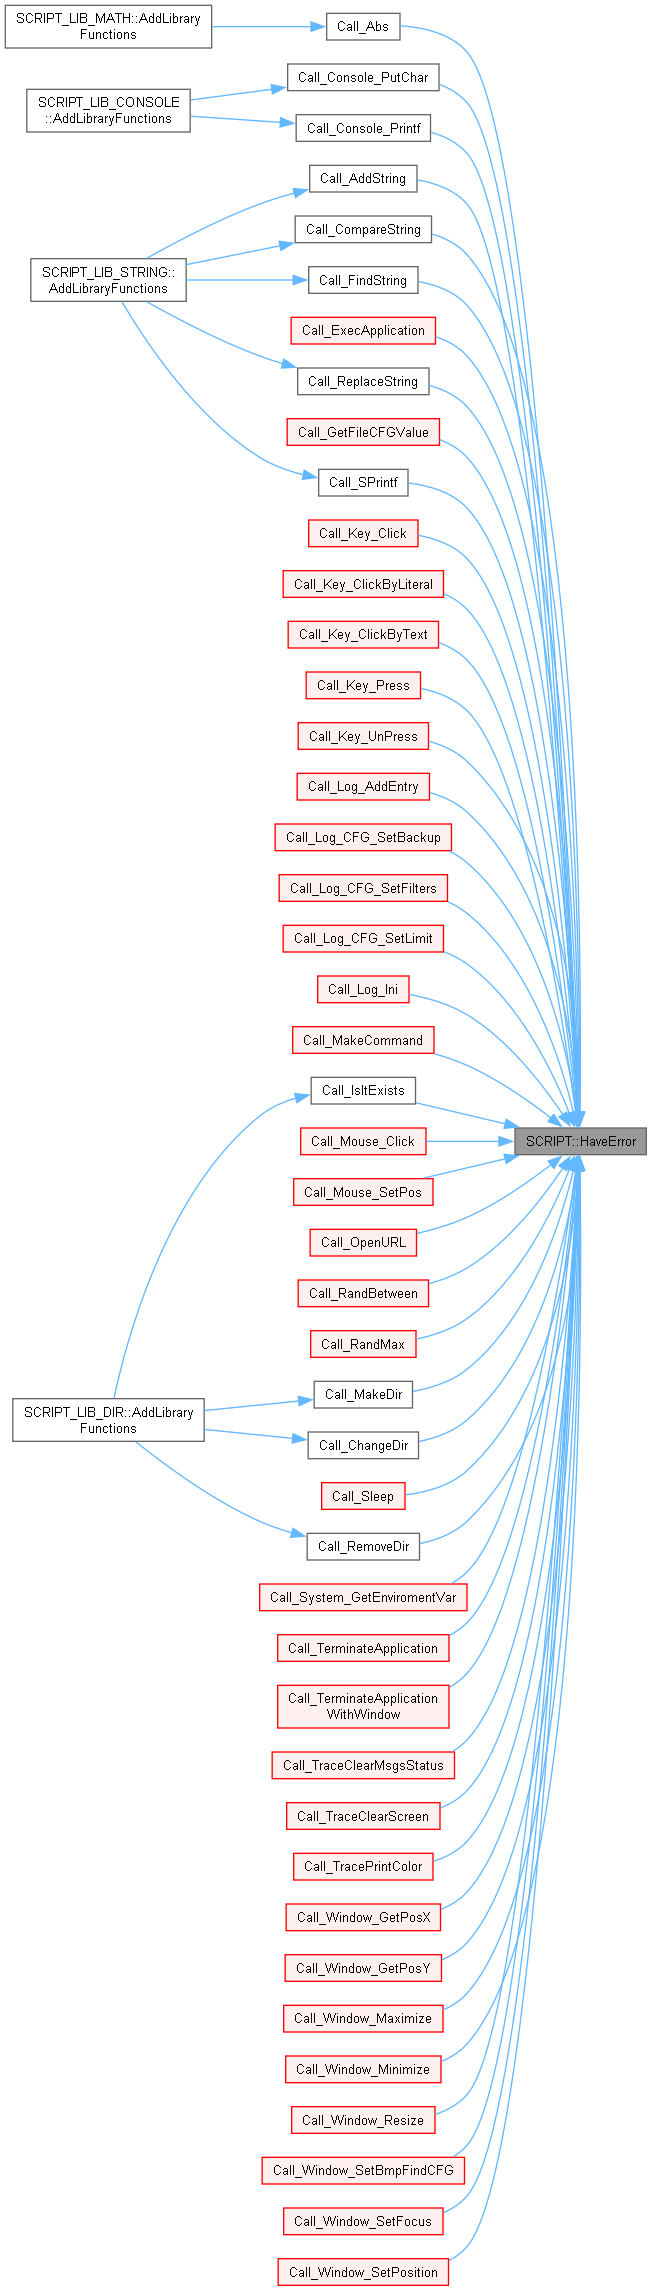 SCRIPT_LIB_MATH::AddLibrary
Functions
Call_Abs
Call_Console_PutChar
SCRIPT_LIB_CONSOLE
::AddLibraryFunctions
Call_Console_Printf
Call_AddString
Call_CompareString
SCRIPT_LIB_STRING::
AddLibraryFunctions
Call_FindString
Call_ExecApplication
Call_ReplaceString
Call_GetFileCFGValue
Call_SPrintf
Call_Key_Click
Call_Key_ClickByLiteral
Call_Key_ClickByText
Call_Key_Press
Call_Key_UnPress
Call_Log_AddEntry
Call_Log_CFG_SetBackup
Call_Log_CFG_SetFilters
Call_Log_CFG_SetLimit
Call_Log_Ini
Call_MakeCommand
Call_IsItExists
Call_Mouse_Click
SCRIPT::HaveError
Call_Mouse_SetPos
Call_OpenURL
Call_RandBetween
Call_RandMax
Call_MakeDir
SCRIPT_LIB_DIR::AddLibrary
Functions
Call_ChangeDir
Call_Sleep
Call_RemoveDir
Call_System_GetEnviromentVar
Call_TerminateApplication
Call_TerminateApplication
WithWindow
Call_TraceClearMsgsStatus
Call_TraceClearScreen
Call_TracePrintColor
Call_Window_GetPosX
Call_Window_GetPosY
Call_Window_Maximize
Call_Window_Minimize
Call_Window_Resize
Call_Window_SetBmpFindCFG
Call_Window_SetFocus
Call_Window_SetPosition